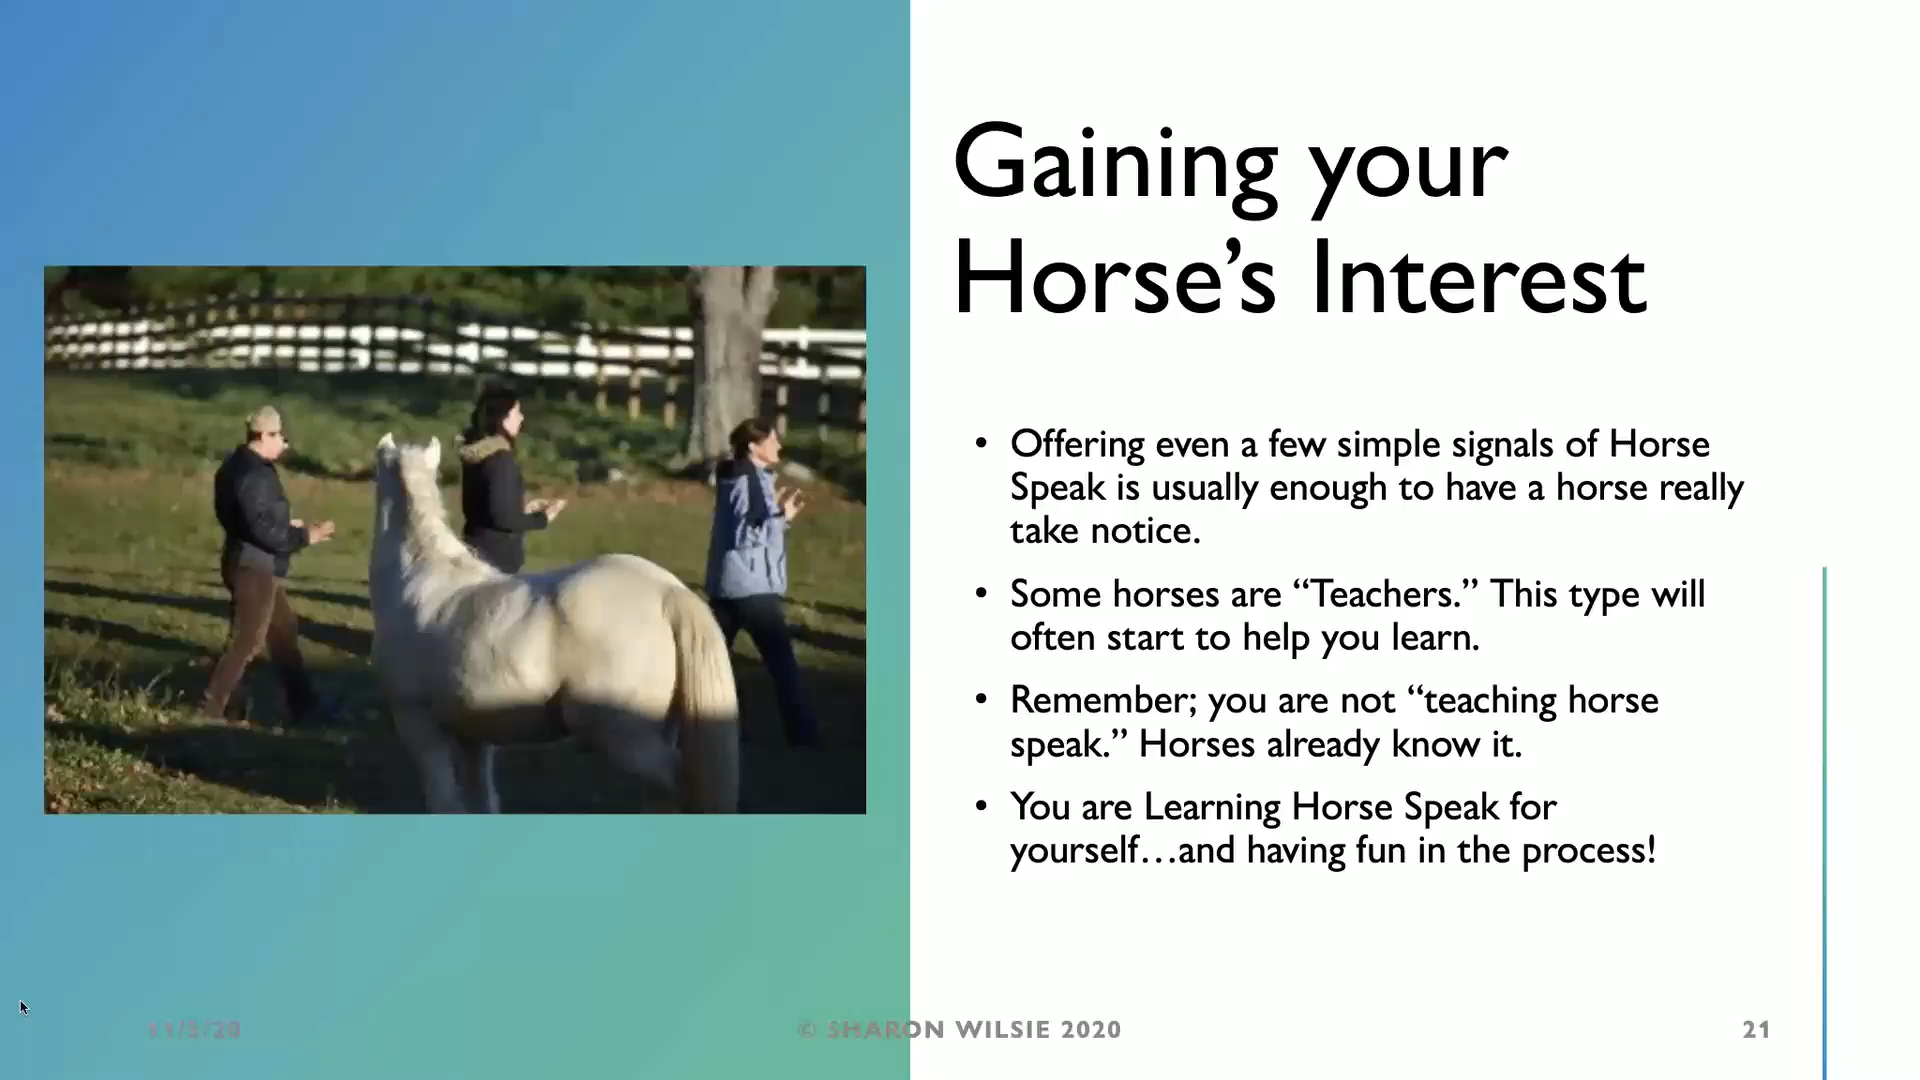 Gaining your
Horse’s Interest
• Offering even a few simple signals of Horse
Speak is usually enough to have a horse really
take notice.
• Some horses are “Teachers.” This type will
often start to help you learn.
• Remember; you are not “teaching horse
speak.” Horses already know it.
• You are Learning Horse Speak for
yourself…and having fun in the process!
11/5/20
© SHARON WILSIE 2020
21